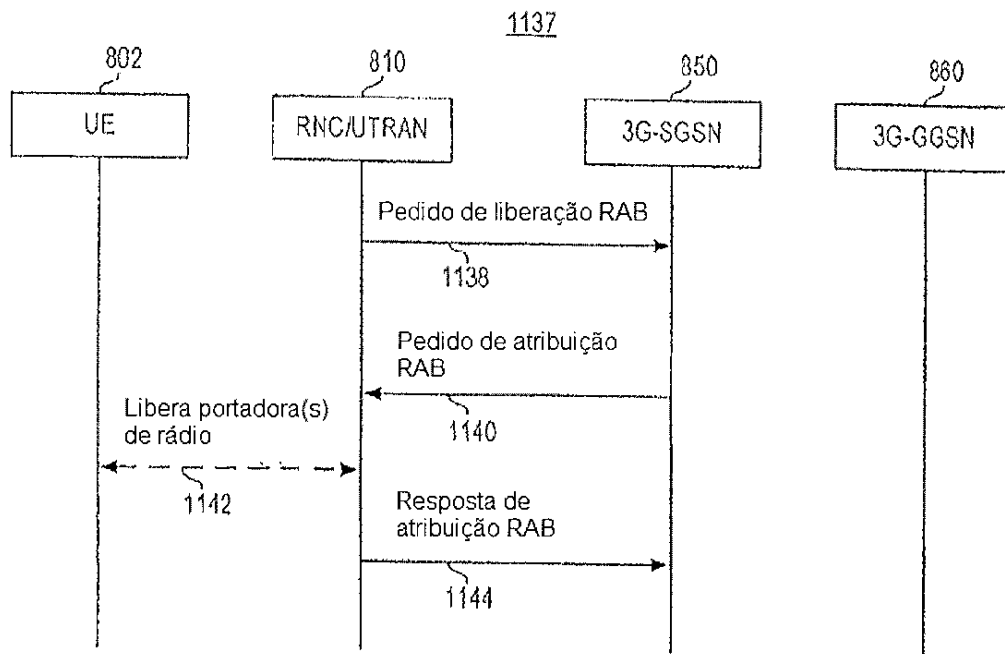 1137
802
810
850
860
UE
RNC/UTRAN
3G-SGSN
3G-GGSN
Pedido de liberação RAB
1138
Pedido de atribuição
RAB
1140
Libera portadora(s)
de rádio
1142
Resposta de
atribuição RAB
1144